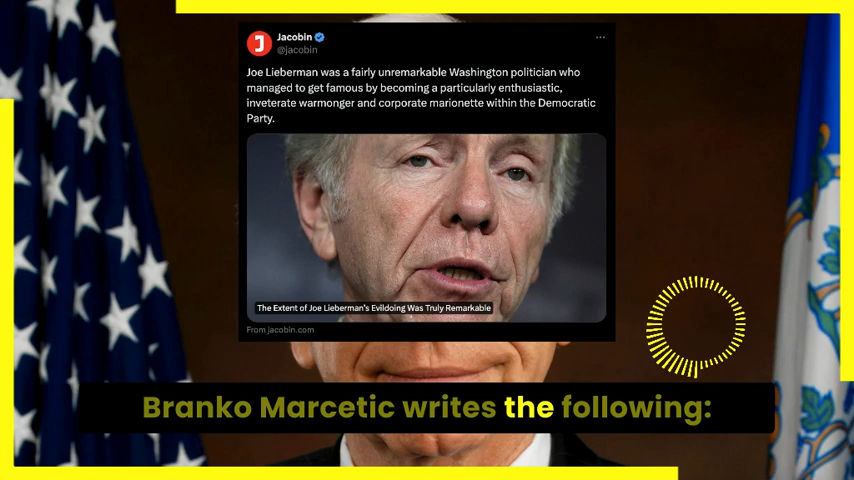 Jacobin
@jacobin
Joe Lieberman was a fairly unremarkable Washington politician who
managed to get famous by becoming a particularly enthusiastic,
inveterate warmonger and corporate marionette within the Democratic
Party.
The Extent of Joe Lieberman's Evildoing Was Truly Remarkable
From jacobin.com
Branko Marcetic writes the following: